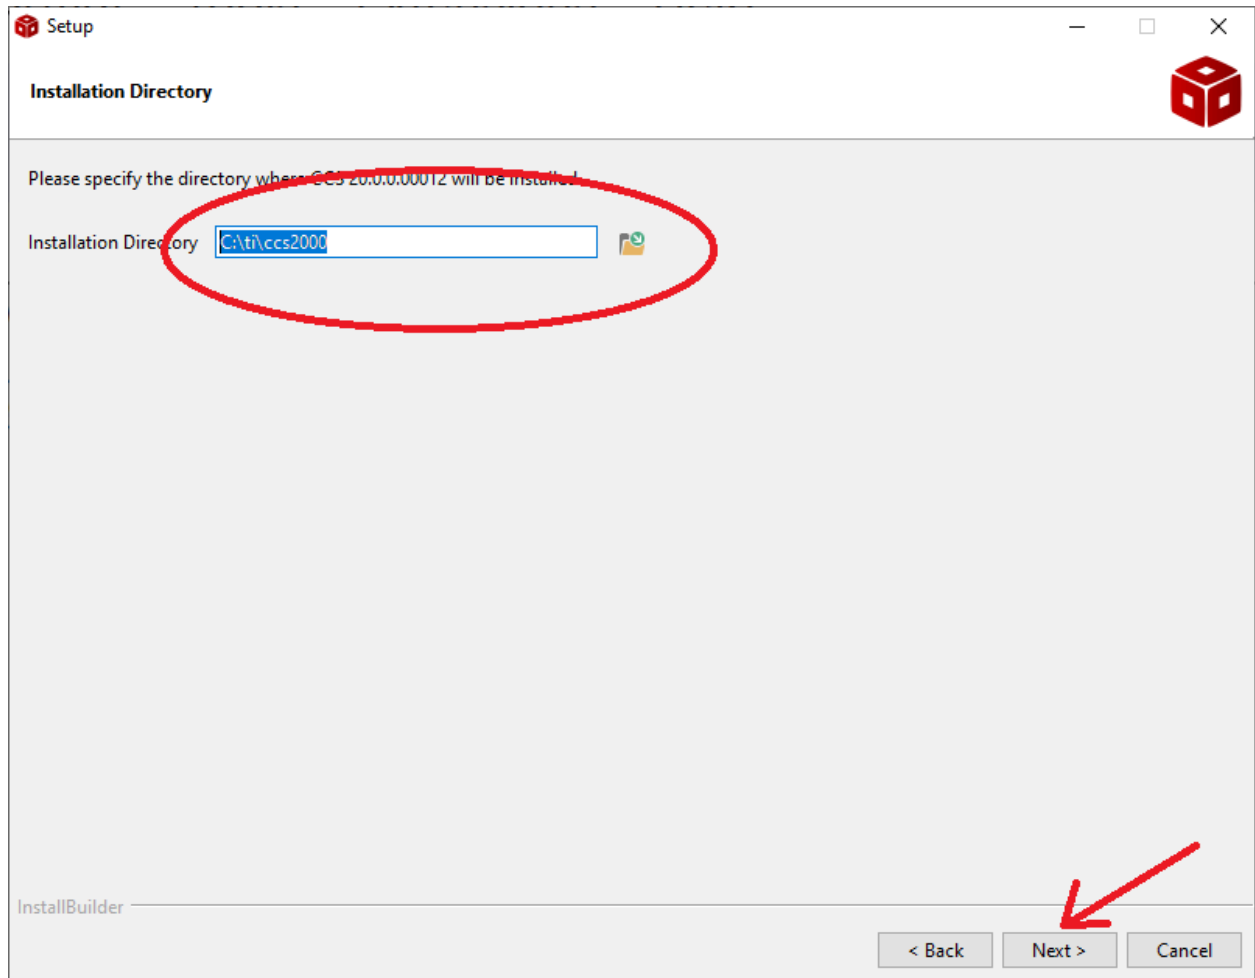 Setup
Installation Directory
Please specify the directory where CCS 20.0.0.00012 will be installed.
Installation Directory C:\ti\ccs2000
InstallBuilder
< Back Next > Cancel